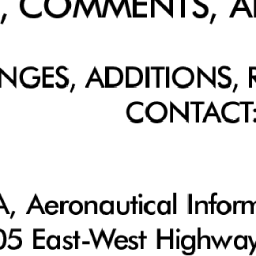 , COMMENTS, A
NGES, ADDITIONS, R
CONTACT:
A, Aeronautical Inform
05 East-West Highway